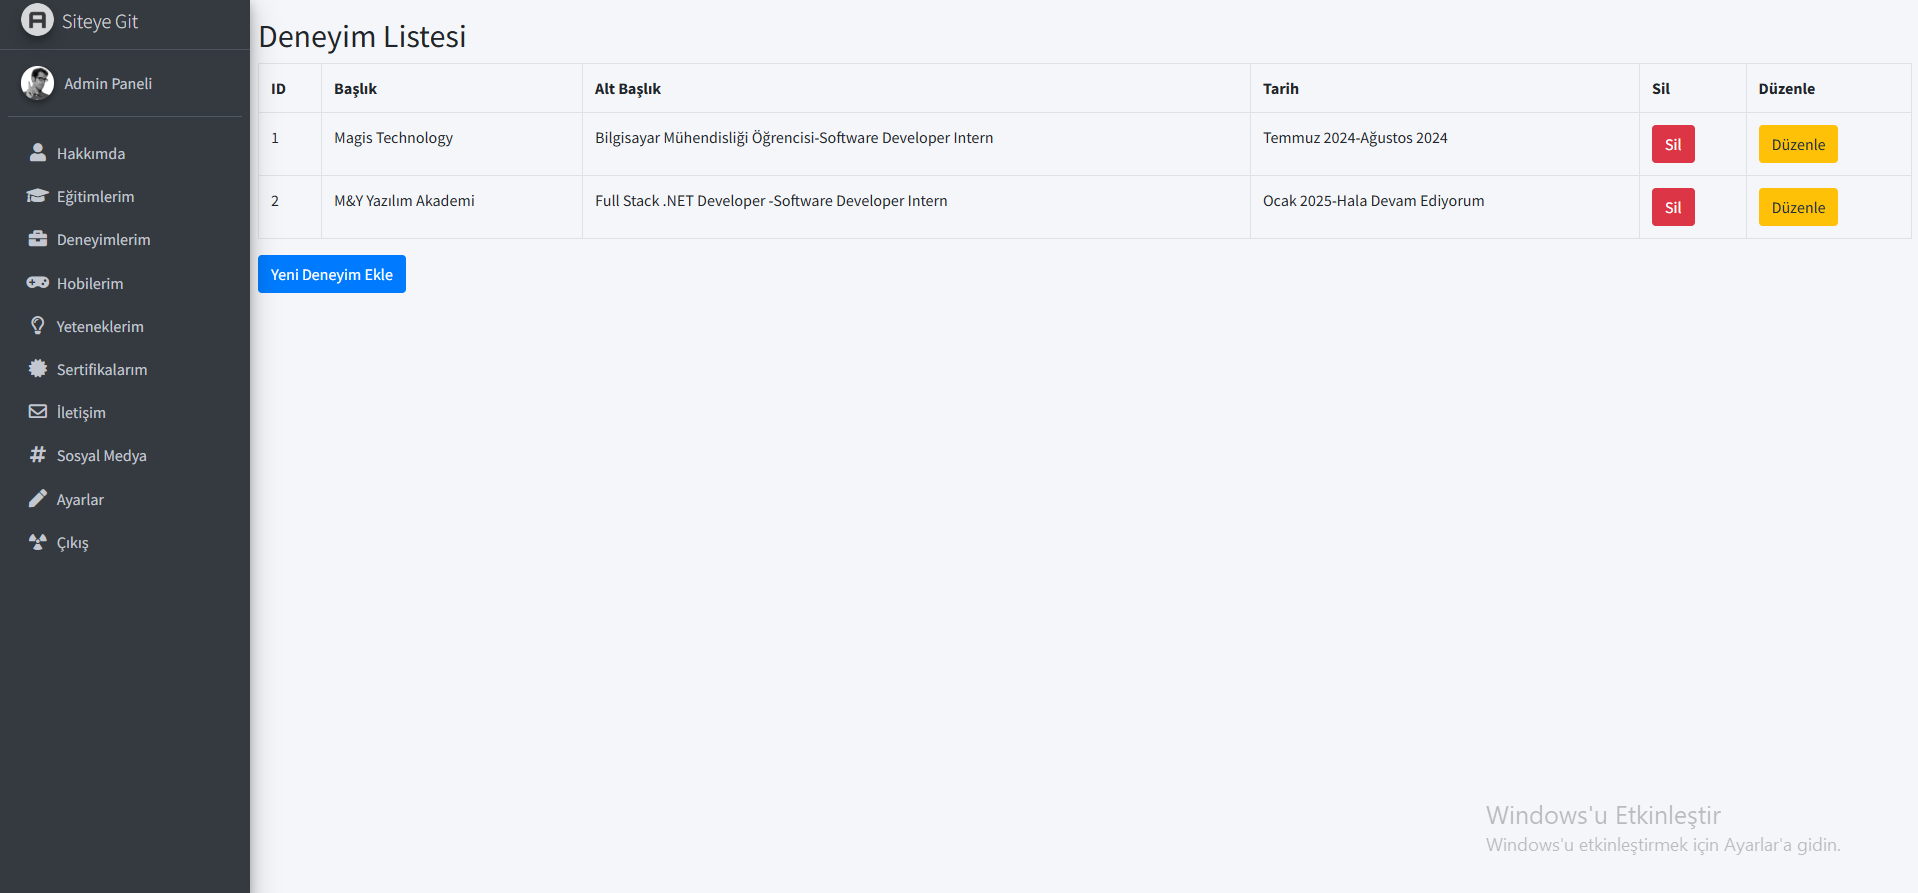 Siteye Git
Admin Paneli
Hakkımda
Eğitimlerim
Deneyimlerim
Hobilerim
Yeteneklerim
Sertifikalarım
İletişim
Sosyal Medya
Ayarlar
Çıkış
Deneyim Listesi
ID Başlık Alt Başlık Tarih Sil Düzenle
1 Magis Technology Bilgisayar Mühendisliği Öğrencisi-Software Developer Intern Temmuz 2024-Ağustos 2024 Sil Düzenle
2 M&Y Yazılım Akademi Full Stack .NET Developer -Software Developer Intern Ocak 2025-Hala Devam Ediyorum Sil Düzenle
Yeni Deneyim Ekle
Windows'u Etkinleştir
Windows'u etkinleştirmek için Ayarlar'a gidin.